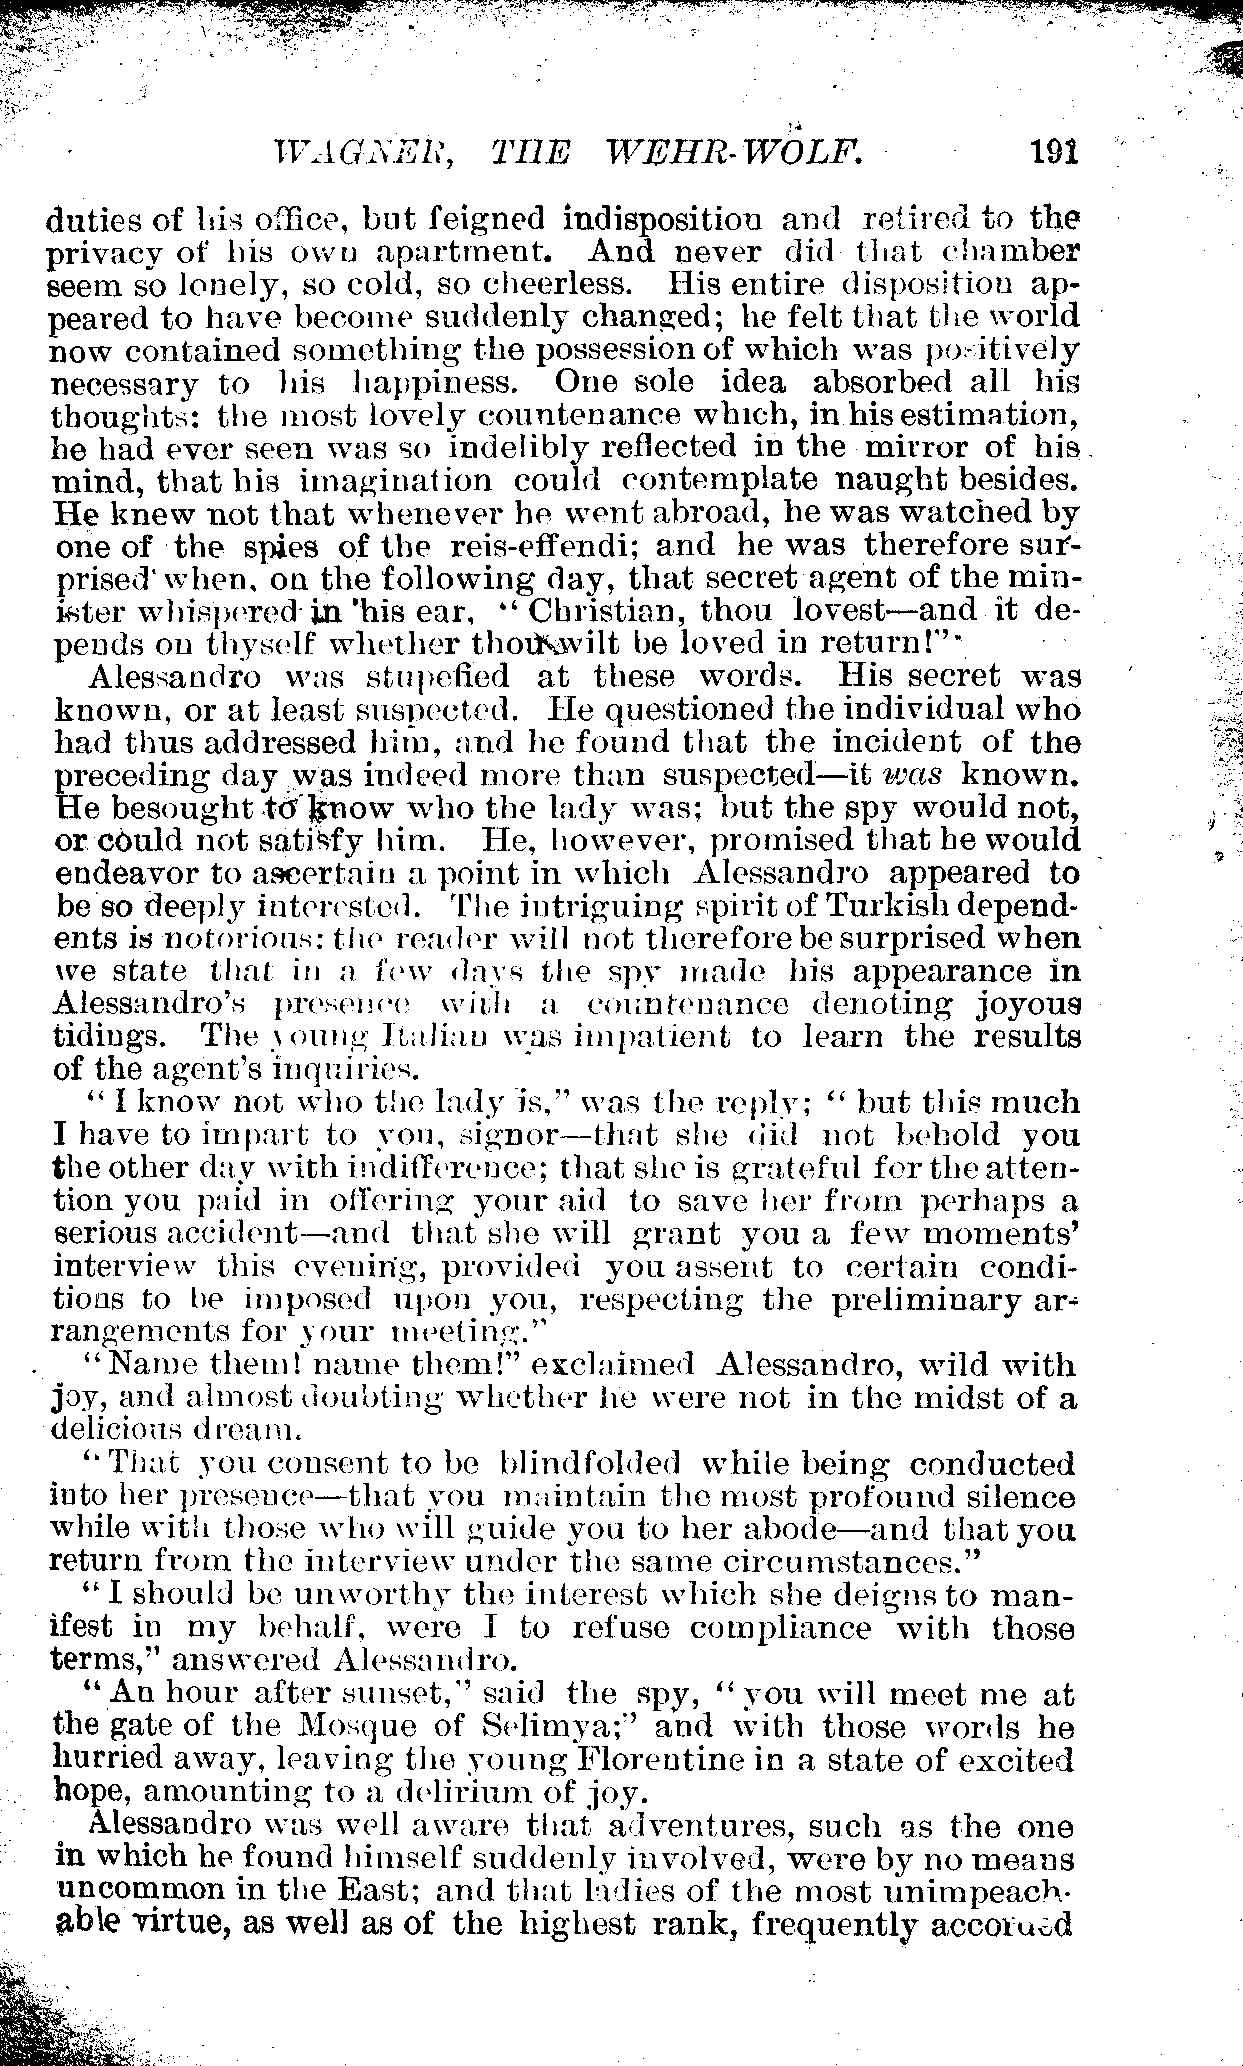 WAGNER, THE WEHR-WOLF. 191
duties of his office, but feigned indisposition and retired to the
privacy of his own apartment. And never did that chamber
seem so lonely, so cold, so cheerless. His entire disposition ap-
peared to have become suddenly changed; he felt that the world
now contained something the possession of which was positively
necessary to his happiness. One sole idea absorbed all his
thoughts: the most lovely countenance which, in his estimation,
he had ever seen was so indelibly reflected in the mirror of his
mind, that his imagination could contemplate naught besides.
He knew not that whenever he went abroad, he was watched by
one of the spies of the reis-effendi; and he was therefore sur-
prised when, on the following day, that secret agent of the min-
ister whispered in his ear, “Christian, thou lovest—and it de-
pends on thyself whether thou wilt be loved in return!”
Alessandro was stupefied at these words. His secret was
known, or at least suspected. He questioned the individual who
had thus addressed him, and he found that the incident of the
preceding day was indeed more than suspected—it was known.
He besought to know who the lady was; but the spy would not,
or could not satisfy him. He, however, promised that he would
endeavor to ascertain a point in which Alessandro appeared to
be so deeply interested. The intriguing spirit of Turkish depend-
ents is notorious: the reader will not therefore be surprised when
we state that in a few days the spy made his appearance in
Alessandro's presence with a countenance denoting joyous
tidings. The young Italian was impatient to learn the results
of the agent's inquiries.
“I know not who the lady is,” was the reply; “but this much
I have to impart to you, signor—that she did not behold you
the other day with indifference; that she is grateful for the atten-
tion you paid in offering your aid to save her from perhaps a
serious accident—and that she will grant you a few moments'
interview this evening, provided you assent to certain condi-
tions to be imposed upon you, respecting the preliminary ar-
rangements for your meeting.”
“Name them! name them!” exclaimed Alessandro, wild with
joy, and almost doubting whether he were not in the midst of a
delicious dream.
“That you consent to be blindfolded while being conducted
into her presence—that you maintain the most profound silence
while with those who will guide you to her abode—and that you
return from the interview under the same circumstances.”
“I should be unworthy the interest which she deigns to man-
ifest in my behalf, were I to refuse compliance with those
terms,” answered Alessandro.
“An hour after sunset,” said the spy, “you will meet me at
the gate of the Mosque of Selimya;” and with those words he
hurried away, leaving the young Florentine in a state of excited
hope, amounting to a delirium of joy.
Alessandro was well aware that adventures, such as the one
in which he found himself suddenly involved, were by no means
uncommon in the East; and that ladies of the most unimpeach-
able virtue, as well as of the highest rank, frequently accorded